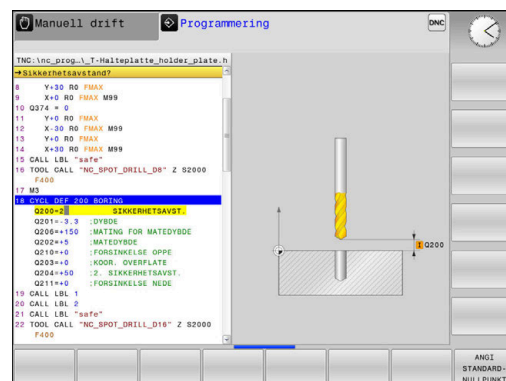 Manuell drift
Programmering
DNC
TNC:\nc_prog…\_T-Halteplatte_holder_plate.h
→Sikkerhetsavstand?
8 Y+30 R0 FMAX
9 X+0 R0 FMAX M99
10 Q374 = 0
11 Y+0 R0 FMAX
12 X-30 R0 FMAX M99
13 Y+0 R0 FMAX
14 X+30 R0 FMAX M99
15 CALL LBL "safe"
16 TOOL CALL "NC_SPOT_DRILL_D8" Z S2000
F400
17 M3
18 CYCL DEF 200 BORING
Q200=2 SIKKERHETSAVST.
Q201=-3.3 ;DYBDE
Q206=+150 ;MATING FOR MATEDYBDE
Q202=+5 ;MATEDYBDE
Q210=+0 ;FORSINKELSE OPPE
Q203=+0 ;KOOR. OVERFLATE
Q204=+50 ;2. SIKKERHETSAVST.
Q211=+0 ;FORSINKELSE NEDE
19 CALL LBL 1
20 CALL LBL 2
21 CALL LBL "safe"
22 TOOL CALL "NC_SPOT_DRILL_D16" Z S2000
F400
I Q200
ANGI
STANDARD-
NULLPUNKT